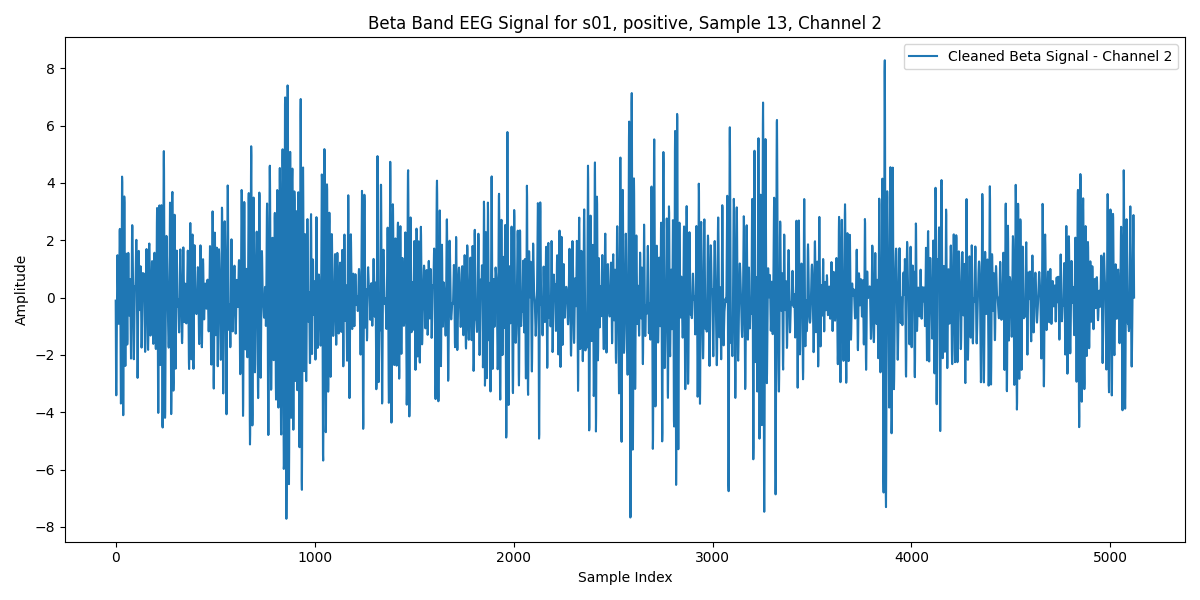 Beta Band EEG Signal for s01, positive, Sample 13, Channel 2
Cleaned Beta Signal - Channel 2
Amplitude
8
6
4
2
0
−2
−4
−6
−8
0 1000 2000 3000 4000 5000
Sample Index